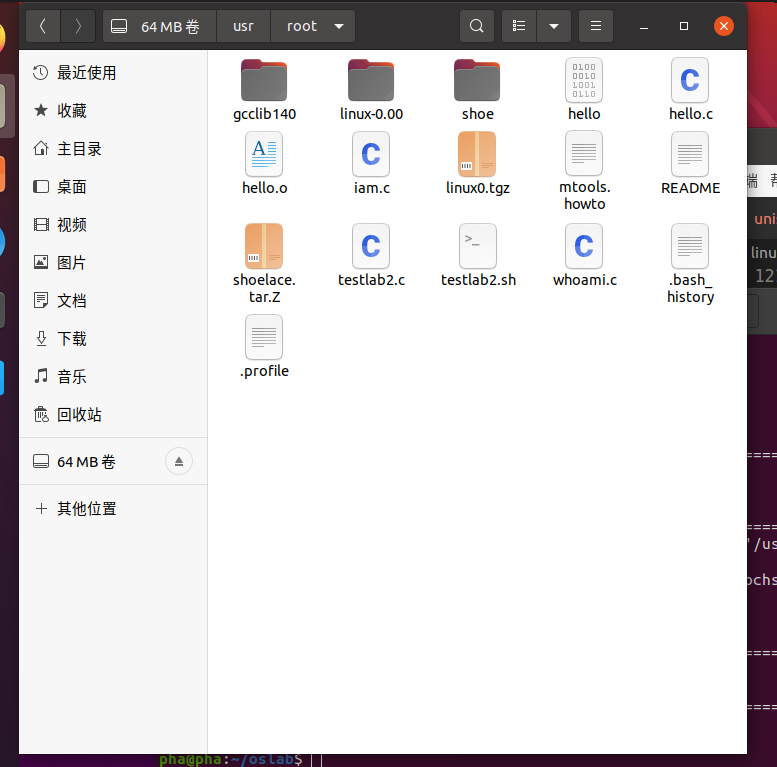 64 MB 卷 usr root
最近使用
收藏
主目录
桌面
视频
图片
文档
下载
音乐
回收站
64 MB 卷
其他位置
gcclib140 linux-0.00 shoe hello hello.c
hello.o iam.c linux0.tgz mtools.howto README
shoelace.tar.Z testlab2.c testlab2.sh whoami.c .bash_history
.profile
端 帮
unis
linu
12
=====
=====
'/us
ochs
=====
=====
pha@pha:~/oslab$